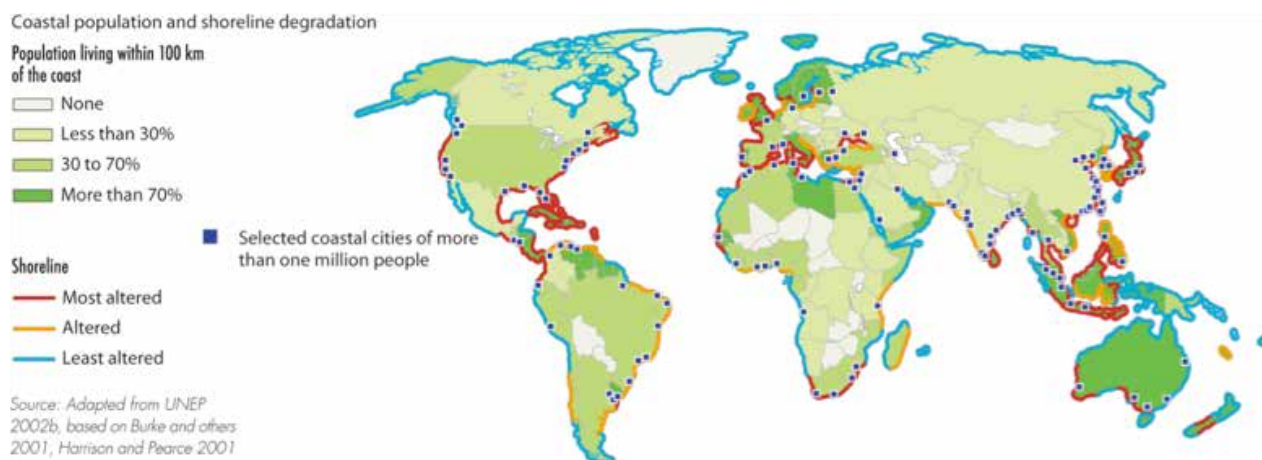 Coastal population and shoreline degradation
Population living within 100 km
of the coast
None
Less than 30%
30 to 70%
More than 70%
Selected coastal cities of more
than one million people
Shoreline
Most altered
Altered
Least altered
Source: Adapted from UNEP
2002b, based on Burke and others
2001, Harrison and Pearce 2001